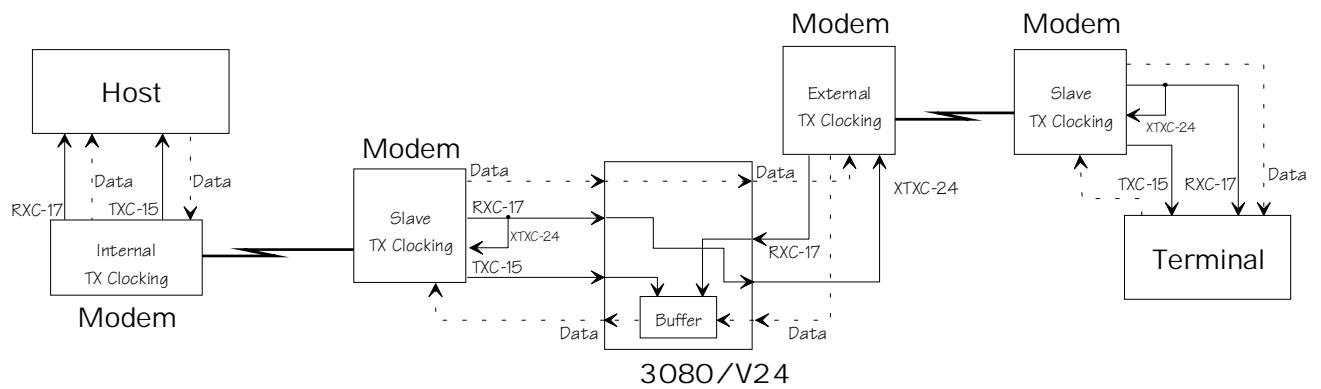 Host
Data
Data
RXC-17
TXC-15
Internal
TX Clocking
Modem
Modem
Slave
TX Clocking
Data
RXC-17
XTXC-24
TXC-15
Data
Buffer
3080/V24
Data
RXC-17
Data
Modem
External
TX Clocking
XTXC-24
Modem
Slave
TX Clocking
XTXC-24
TXC-15
RXC-17
Data
Terminal